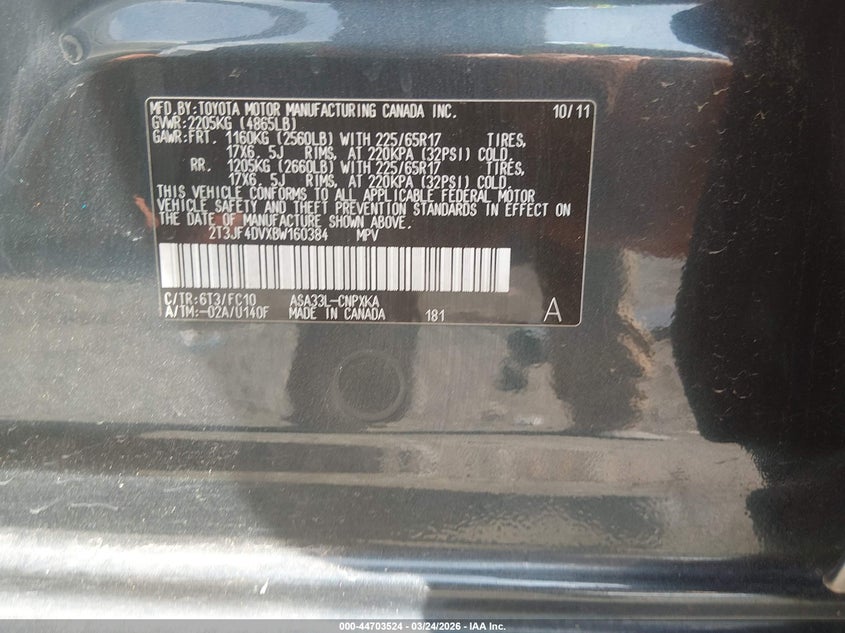 MFD.BY:TOYOTA MOTOR MANUFACTURING CANADA INC. 10/11
GVWR:2205KG (4865LB)
GAWR:FRT. 1160KG (2560LB) WITH 225/65R17 TIRES,
17X6.5J RIMS, AT 220KPA (32PSI) COLD.
RR. 1205KG (2660LB) WITH 225/65R17 TIRES,
17X6.5J RIMS, AT 220KPA (32PSI) COLD.
THIS VEHICLE CONFORMS TO ALL APPLICABLE FEDERAL MOTOR
VEHICLE SAFETY AND THEFT PREVENTION STANDARDS IN EFFECT ON
THE DATE OF MANUFACTURE SHOWN ABOVE.
2T3JF4DVXBW160384 MPV
C/TR:6T3/FC10 ASA33L-CNPXKA
A/TM:-02A/U140F MADE IN CANADA 181 A
000-44703524 - 03/24/2026 - IAA Inc.